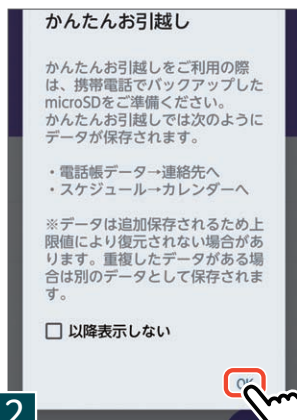 かんたんお引越し
かんたんお引越しをご利用の際
は、携帯電話でバックアップした
microSDをご準備ください。
かんたんお引越しでは次のように
データが保存されます。
・電話帳データ→連絡先へ
・スケジュール→カレンダーへ
※データは追加保存されるため上
限値により復元されない場合があ
ります。重複したデータがある場
合は別のデータとして保存されま
す。
以降表示しない
OK
2